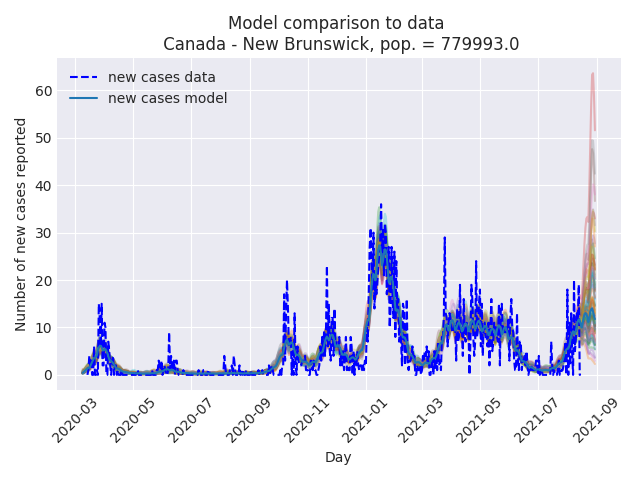 Model comparison to data
Canada - New Brunswick, pop. = 779993.0
new cases data
new cases model
Number of new cases reported
60
50
40
30
20
10
0
2020-03
2020-05
2020-07
2020-09
2020-11
2021-01
2021-03
2021-05
2021-07
2021-09
Day